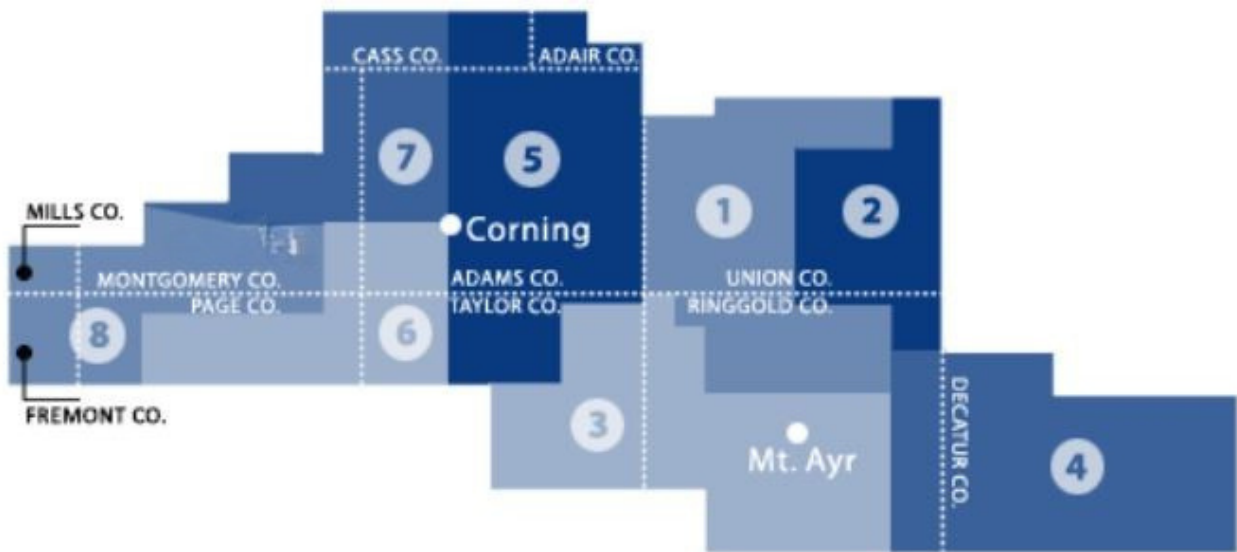 CASS CO.
ADAIR CO.
7
5
1
2
MILLS CO.
Corning
MONTGOMERY CO.
ADAMS CO.
UNION CO.
PAGE CO.
TAYLOR CO.
RINGGOLD CO.
8
6
FREMONT CO.
3
Mt. Ayr
DECATUR CO.
4